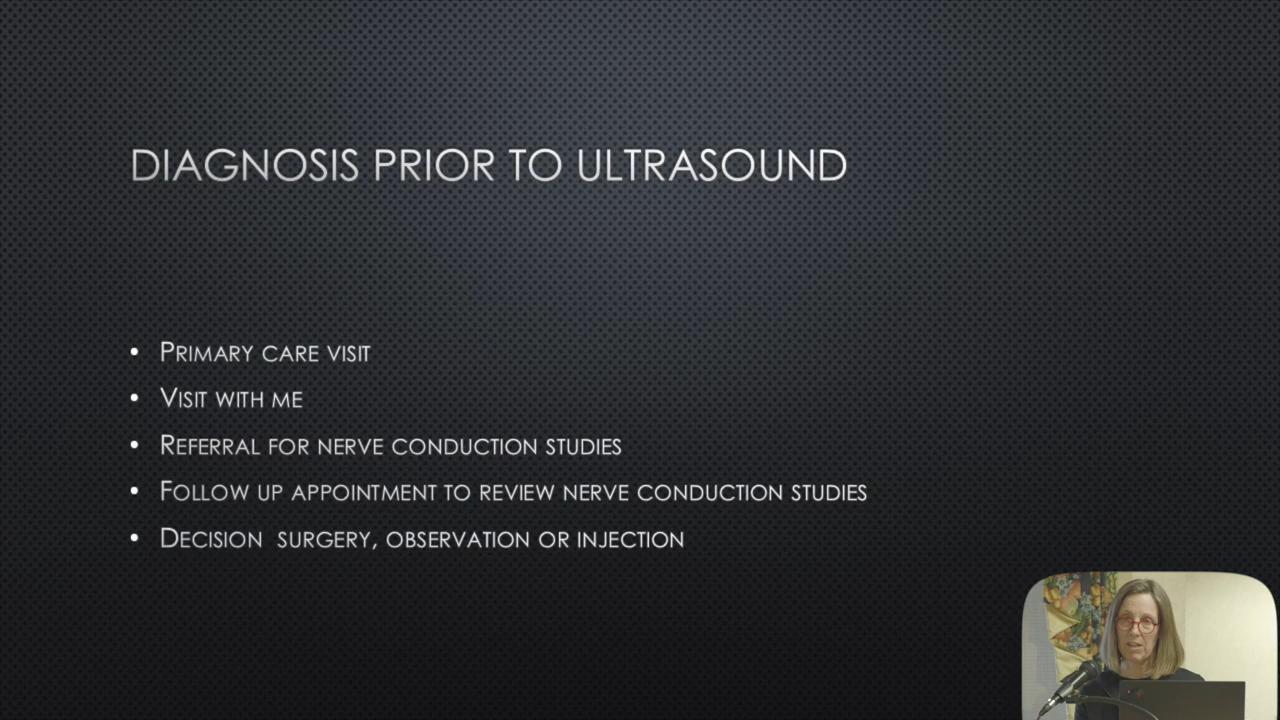 DIAGNOSIS PRIOR TO ULTRASOUND
• PRIMARY CARE VISIT
• VISIT WITH ME
• REFERRAL FOR NERVE CONDUCTION STUDIES
• FOLLOW UP APPOINTMENT TO REVIEW NERVE CONDUCTION STUDIES
• DECISION  SURGERY, OBSERVATION OR INJECTION